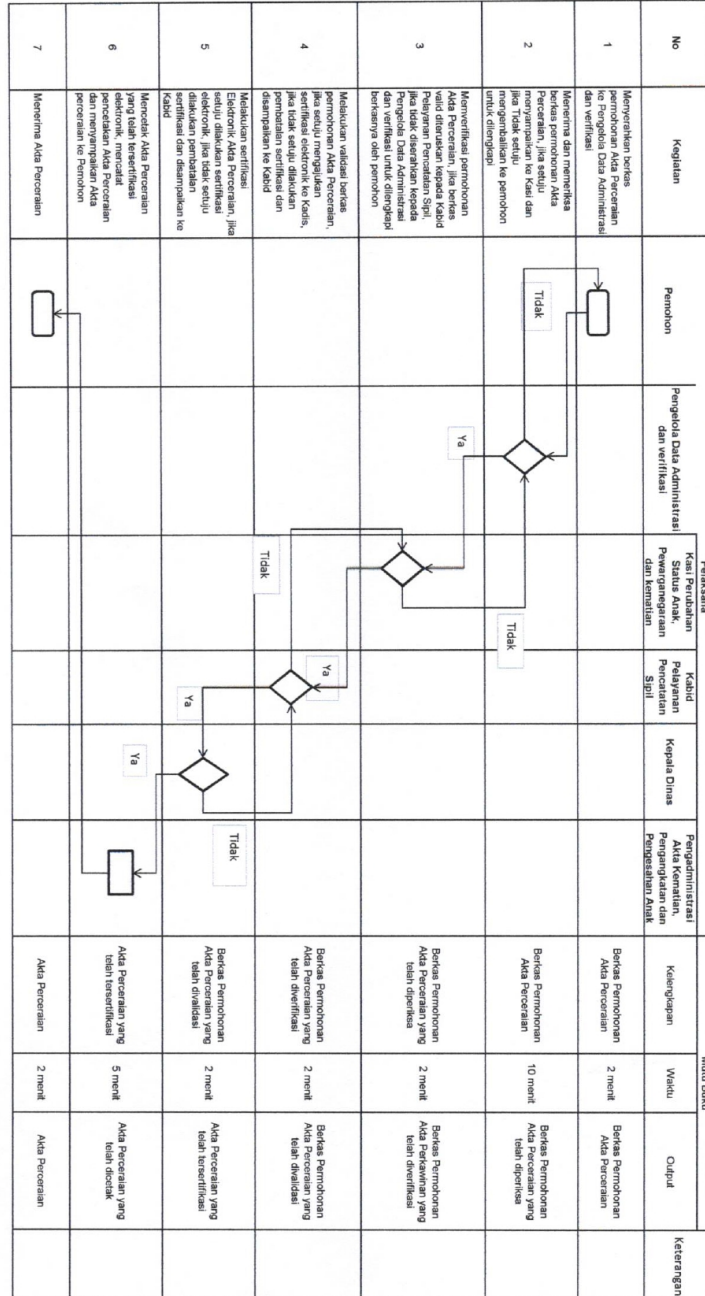 No
Kegiatan
Pelaksana
Pemohon
Pengelola Data Administrasi
dan verifikasi
Kasi Perubahan
Status Anak,
Pewarganegaraan
dan kematian
Kabid
Pelayanan
Pencatatan
Sipil
Kepala Dinas
Pengadministrasi
Akta Kematian,
Pengangkatan dan
Pengesahan Anak
Mutu Baku
Kelengkapan
Waktu
Output
Keterangan
1
Menyerahkan berkas
permohonan Akta Perceraian
ke Pengelola Data Administrasi
dan verifikasi
Berkas Permohonan
Akta Perceraian
2 menit
Berkas Permohonan
Akta Perceraian
2
Menerima dan memeriksa
berkas permohonan Akta
Perceraian, jika setuju
menyampaikan ke Kasi dan
jika Tidak setuju
mengembalikan ke pemohon
untuk dilengkapi
Tidak
Berkas Permohonan
Akta Perceraian
10 menit
Berkas Permohonan
Akta Perceraian yang
telah diperiksa
3
Memverifikasi permohonan
Akta Perceraian, jika berkas
valid diteruskan kepada Kabid
Pelayanan Pencatatan Sipil,
jika tidak diserahkan kepada
Pengelola Data Administrasi
dan verifikasi untuk dilengkapi
berkasnya oleh pemohon
Ya
Tidak
Berkas Permohonan
Akta Perceraian yang
telah diperiksa
2 menit
Berkas Permohonan
Akta Perkawinan yang
telah diverifikasi
4
Melakukan validasi berkas
permohonan Akta Perceraian,
jika setuju mengajukan
sertifikasi elektronik ke Kadis,
jika tidak setuju dilakukan
pembatalan sertifikasi dan
disampaikan ke Kabid
Tidak
Ya
Berkas Permohonan
Akta Perceraian yang
telah diverifikasi
2 menit
Berkas Permohonan
Akta Perceraian yang
telah divalidasi
5
Melakukan sertifikasi
Elektronik Akta Perceraian, jika
setuju dilakukan sertifikasi
elektronik, jika tidak setuju
dilakukan pembatalan
sertifikasi dan disampaikan ke
Kabid
Ya
Tidak
Berkas Permohonan
Akta Perceraian yang
telah divalidasi
2 menit
Akta Perceraian yang
telah tersertifikasi
6
Mencetak Akta Perceraian
yang telah tersertifikasi
elektronik, mencatat
pencetakan Akta Perceraian
dan menyampaikan Akta
perceraian ke Pemohon
Ya
Akta Perceraian yang
telah tersertifikasi
5 menit
Akta Perceraian yang
telah dicetak
7
Menerima Akta Perceraian
Akta Perceraian
2 menit
Akta Perceraian